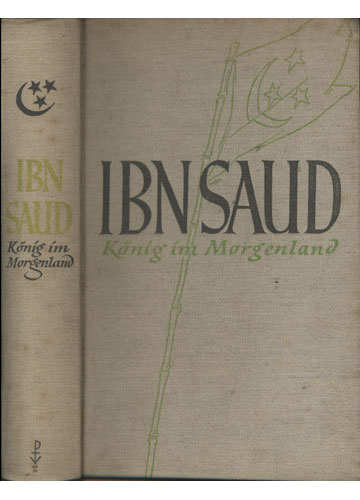 IBN
SAUD
König im
Morgenland
IBN SAUD
König im Morgenland